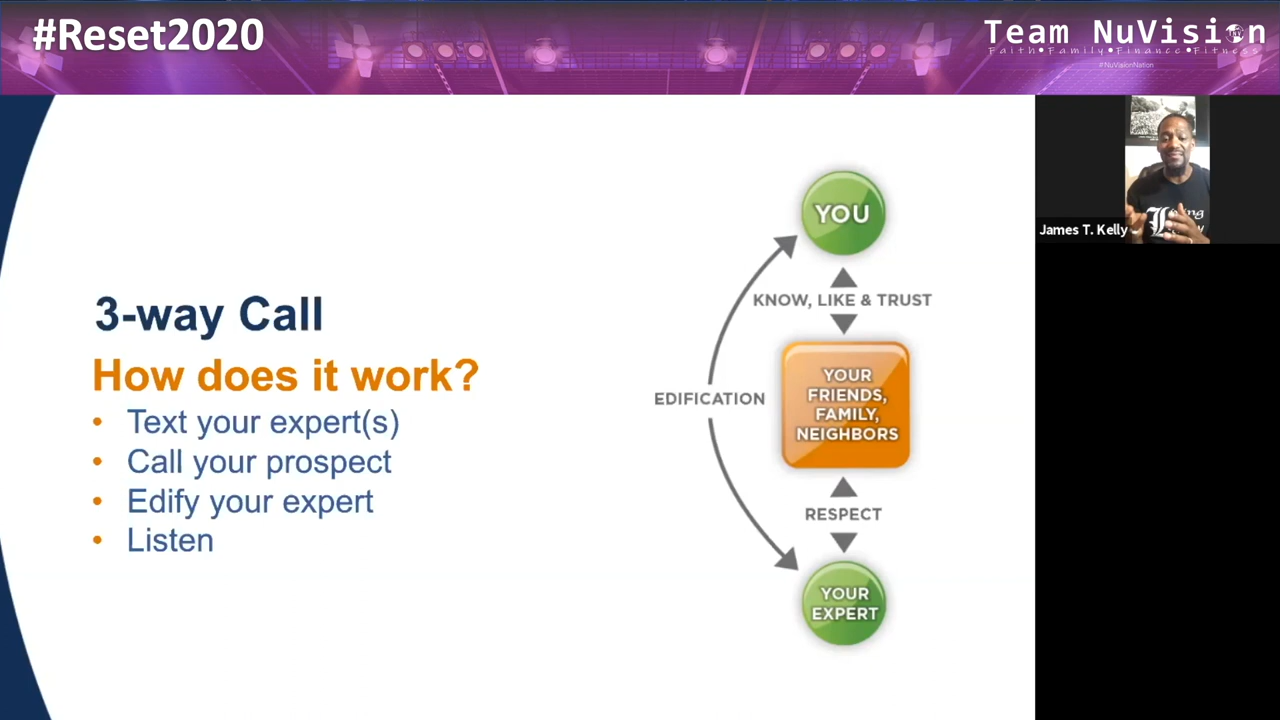 #Reset2020
Team NuVision
Faith•Family•Finance•Fitness
#NuVisionNation
James T. Kelly
3-way Call
How does it work?
• Text your expert(s)
• Call your prospect
• Edify your expert
• Listen
YOU
KNOW, LIKE & TRUST
YOUR
FRIENDS,
FAMILY,
NEIGHBORS
EDIFICATION
RESPECT
YOUR
EXPERT